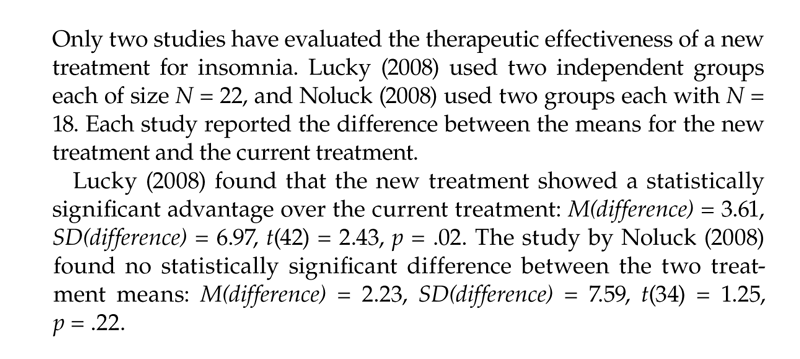 Only two studies have evaluated the therapeutic effectiveness of a new
treatment for insomnia. Lucky (2008) used two independent groups
each of size N = 22, and Noluck (2008) used two groups each with N =
18. Each study reported the difference between the means for the new
treatment and the current treatment.
Lucky (2008) found that the new treatment showed a statistically
significant advantage over the current treatment: M(difference) = 3.61,
SD(difference) = 6.97, t(42) = 2.43, p = .02. The study by Noluck (2008)
found no statistically significant difference between the two treat-
ment means: M(difference) = 2.23, SD(difference) = 7.59, t(34) = 1.25,
p = .22.